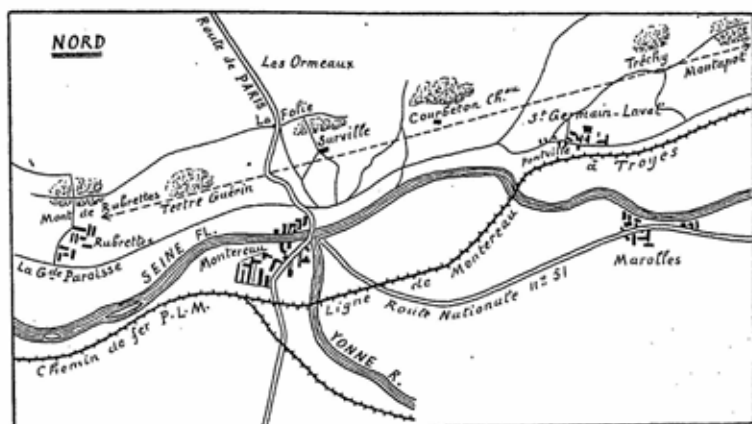 NORD
Route de PARIS
Les Ormeaux
La Folie
Surville
Courbeton Ch.au
Tréchy
Montapot
St Germain-Laval
Pontville
à Troyes
Mont de Rubrettes
Tertre Guérin
Rubrettes
La Gde Paroisse
SEINE FL.
Montereau
Marolles
Ligne de Montereau
Route Nationale nº 51
Chemin de fer P.L.M.
YONNE R.